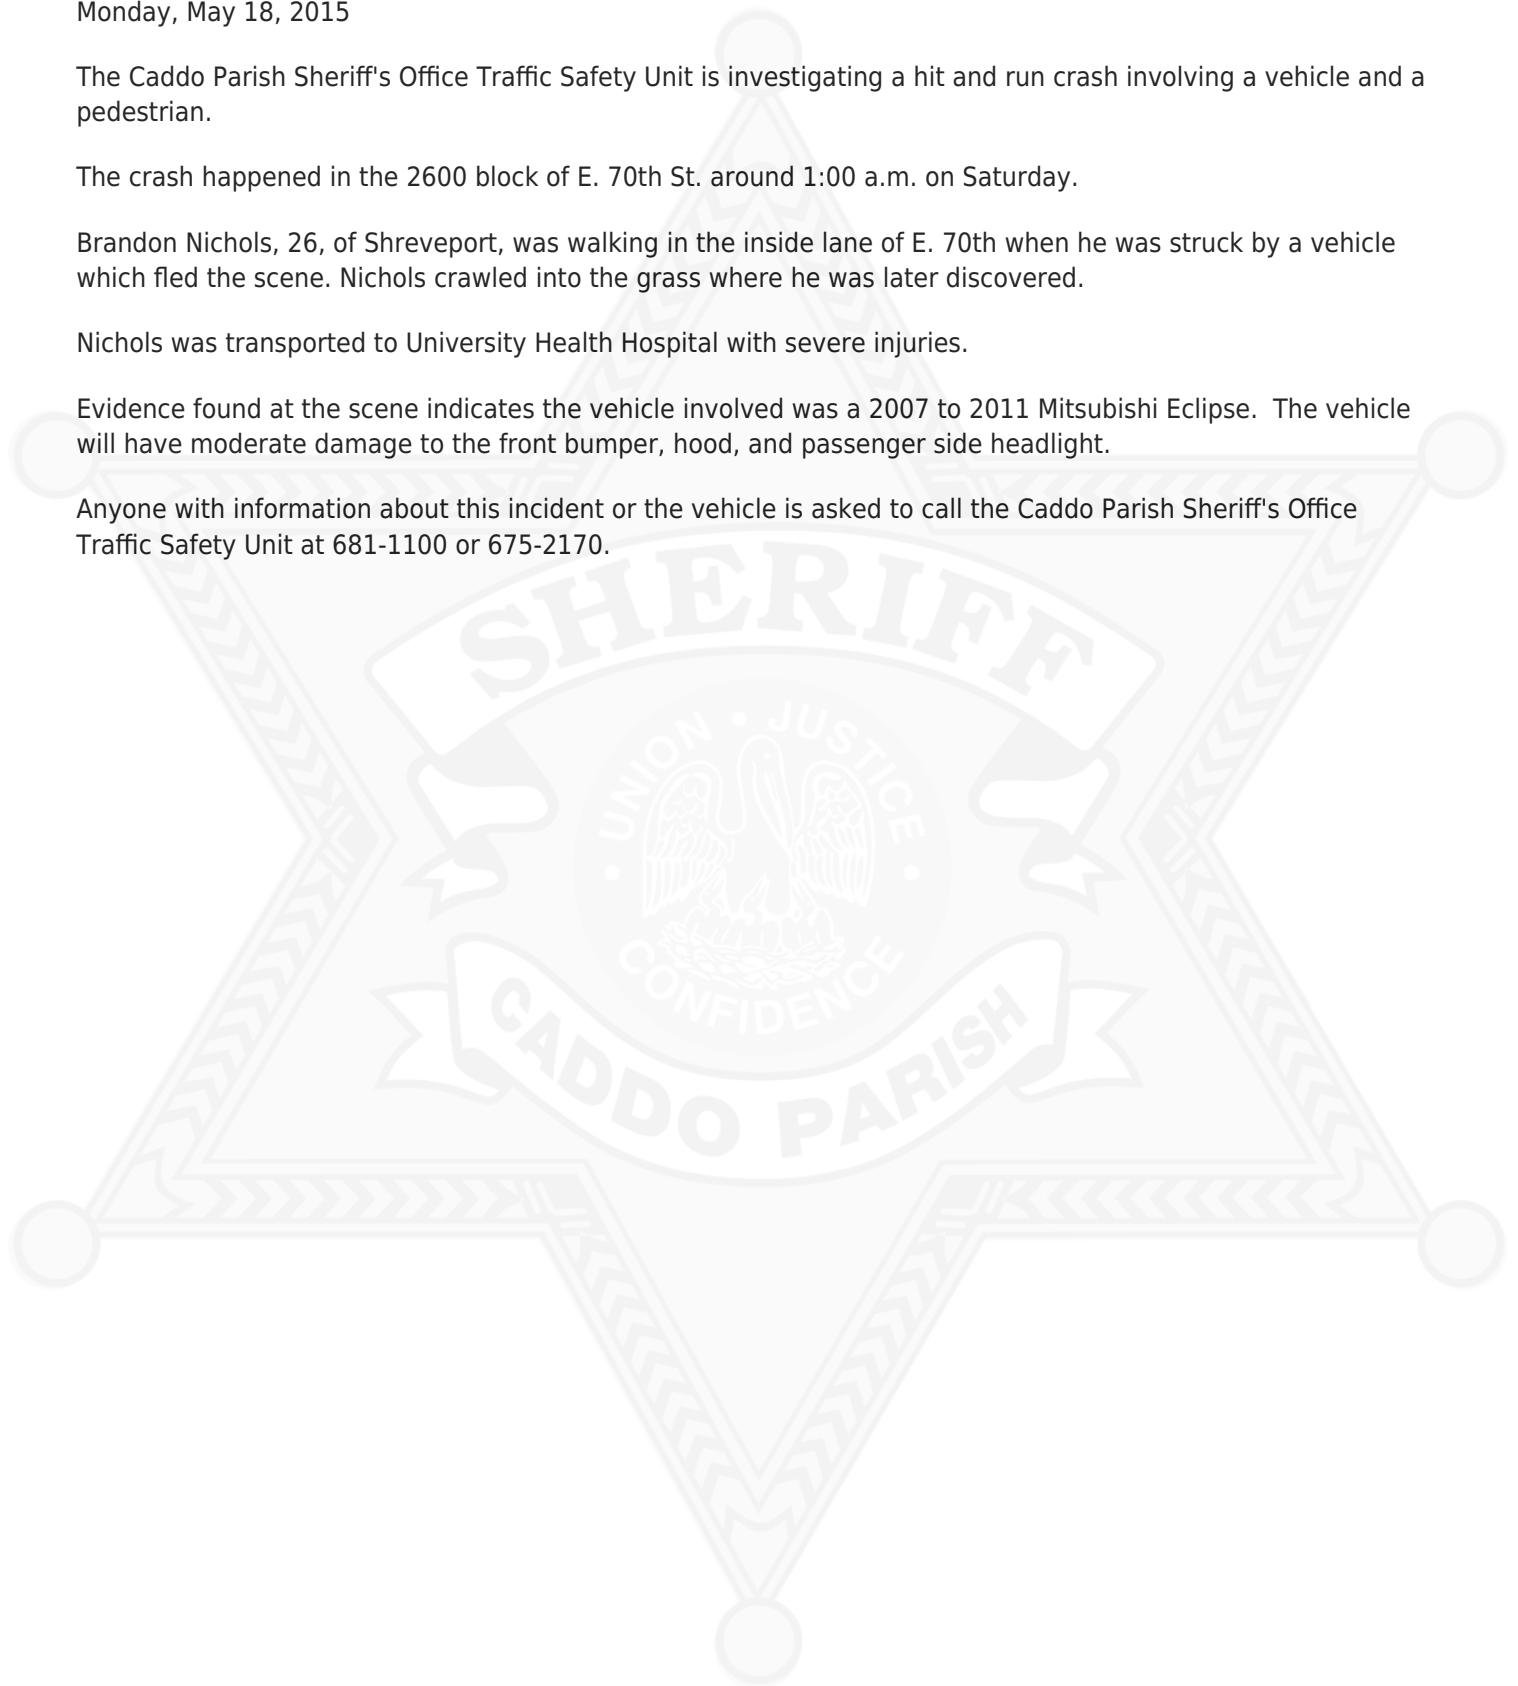 Monday, May 18, 2015
The Caddo Parish Sheriff's Office Traffic Safety Unit is investigating a hit and run crash involving a vehicle and a
pedestrian.
The crash happened in the 2600 block of E. 70th St. around 1:00 a.m. on Saturday.
Brandon Nichols, 26, of Shreveport, was walking in the inside lane of E. 70th when he was struck by a vehicle
which fled the scene. Nichols crawled into the grass where he was later discovered.
Nichols was transported to University Health Hospital with severe injuries.
Evidence found at the scene indicates the vehicle involved was a 2007 to 2011 Mitsubishi Eclipse.  The vehicle
will have moderate damage to the front bumper, hood, and passenger side headlight.
Anyone with information about this incident or the vehicle is asked to call the Caddo Parish Sheriff's Office
Traffic Safety Unit at 681-1100 or 675-2170.
SHERIFF
UNION • JUSTICE
• CONFIDENCE •
CADDO PARISH